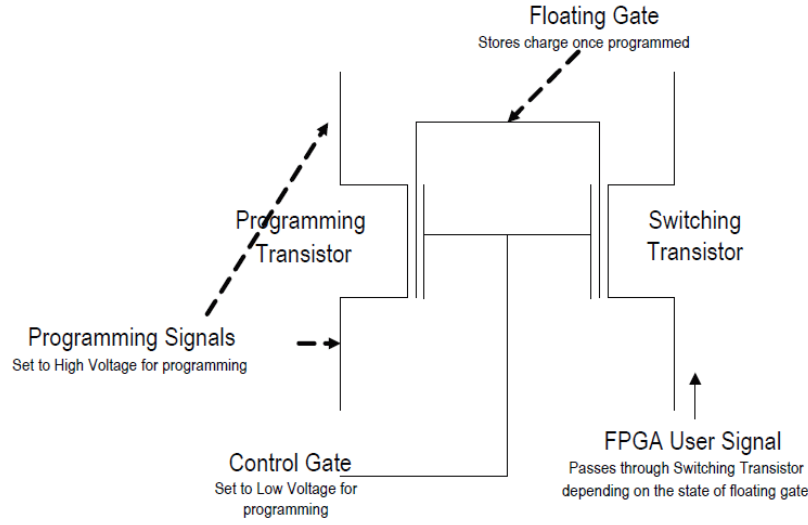 Floating Gate
Stores charge once programmed
Programming
Transistor
Switching
Transistor
Programming Signals
Set to High Voltage for programming
Control Gate
Set to Low Voltage for
programming
FPGA User Signal
Passes through Switching Transistor
depending on the state of floating gate